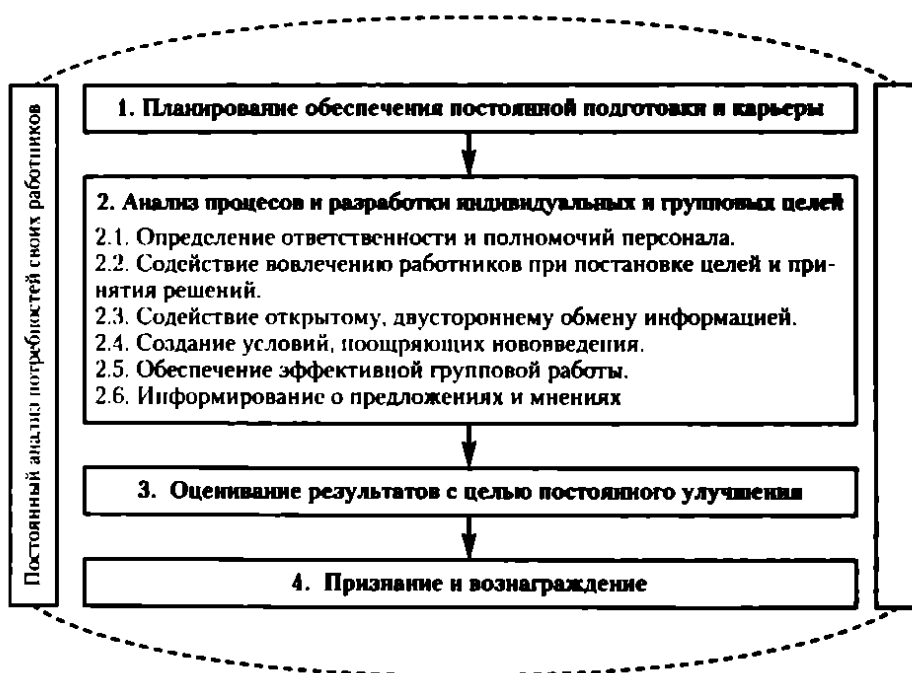 Постоянный анализ потребностей своих работников
1. Планирование обеспечения постоянной подготовки и карьеры
2. Анализ процессов и разработки индивидуальных и групповых целей
2.1. Определение ответственности и полномочий персонала.
2.2. Содействие вовлечению работников при постановке целей и при-
нятия решений.
2.3. Содействие открытому, двустороннему обмену информацией.
2.4. Создание условий, поощряющих нововведения.
2.5. Обеспечение эффективной групповой работы.
2.6. Информирование о предложениях и мнениях
3. Оценивание результатов с целью постоянного улучшения
4. Признание и вознаграждение